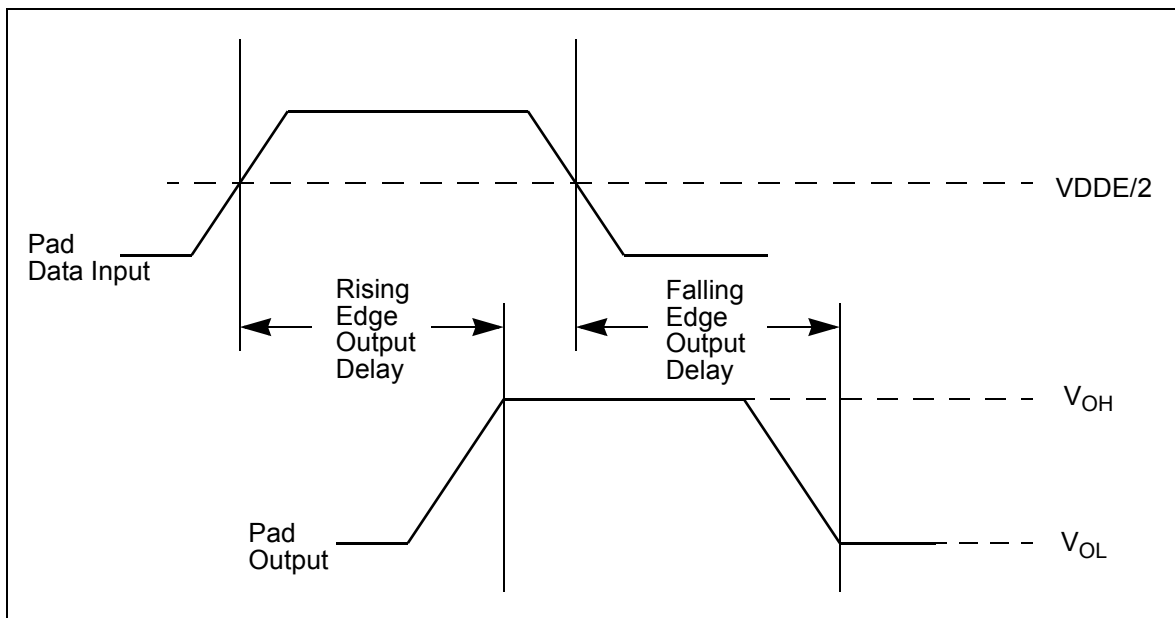 VDDE/2
Pad
Data Input
Rising
Edge
Output
Delay
Falling
Edge
Output
Delay
VOH
Pad
Output
VOL